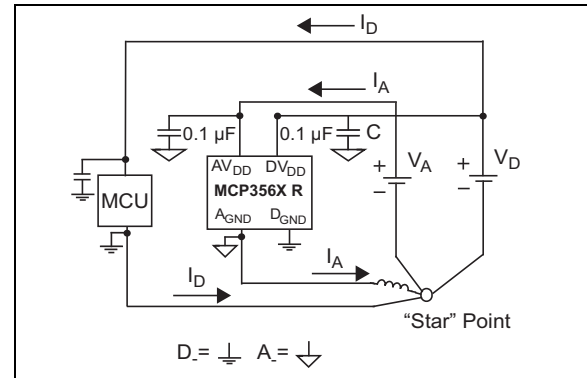 I_D
I_A
0.1 µF
0.1 µF
C
AV_DD DV_DD
MCP356X R
A_GND D_GND
MCU
+
–
V_A
+
–
V_D
I_A
I_D
"Star" Point
D_-= A_-=